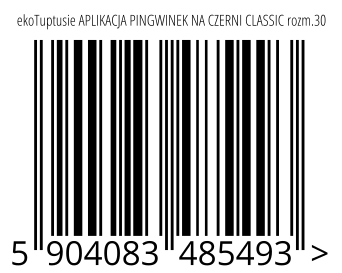 ekoTuptusie APLIKACJA PINGWINEK NA CZERNI CLASSIC rozm.30
5 904083 485493 >